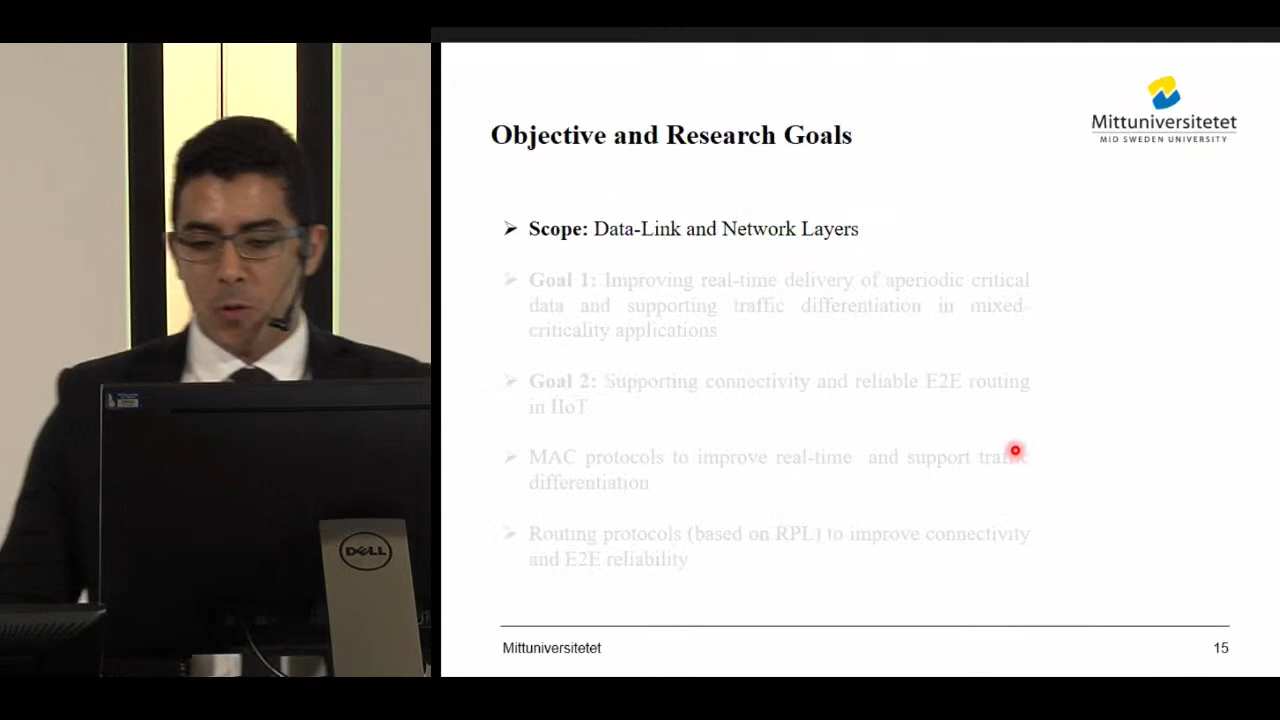 Mittuniversitetet
MID SWEDEN UNIVERSITY
Objective and Research Goals
➢ Scope: Data-Link and Network Layers
➢ Goal 1: Improving real-time delivery of aperiodic critical
data and supporting traffic differentiation in mixed-
criticality applications
➢ Goal 2: Supporting connectivity and reliable E2E routing
in IIoT
➢ MAC protocols to improve real-time and support traffic
differentiation
➢ Routing protocols (based on RPL) to improve connectivity
and E2E reliability
DELL
Mittuniversitetet
15